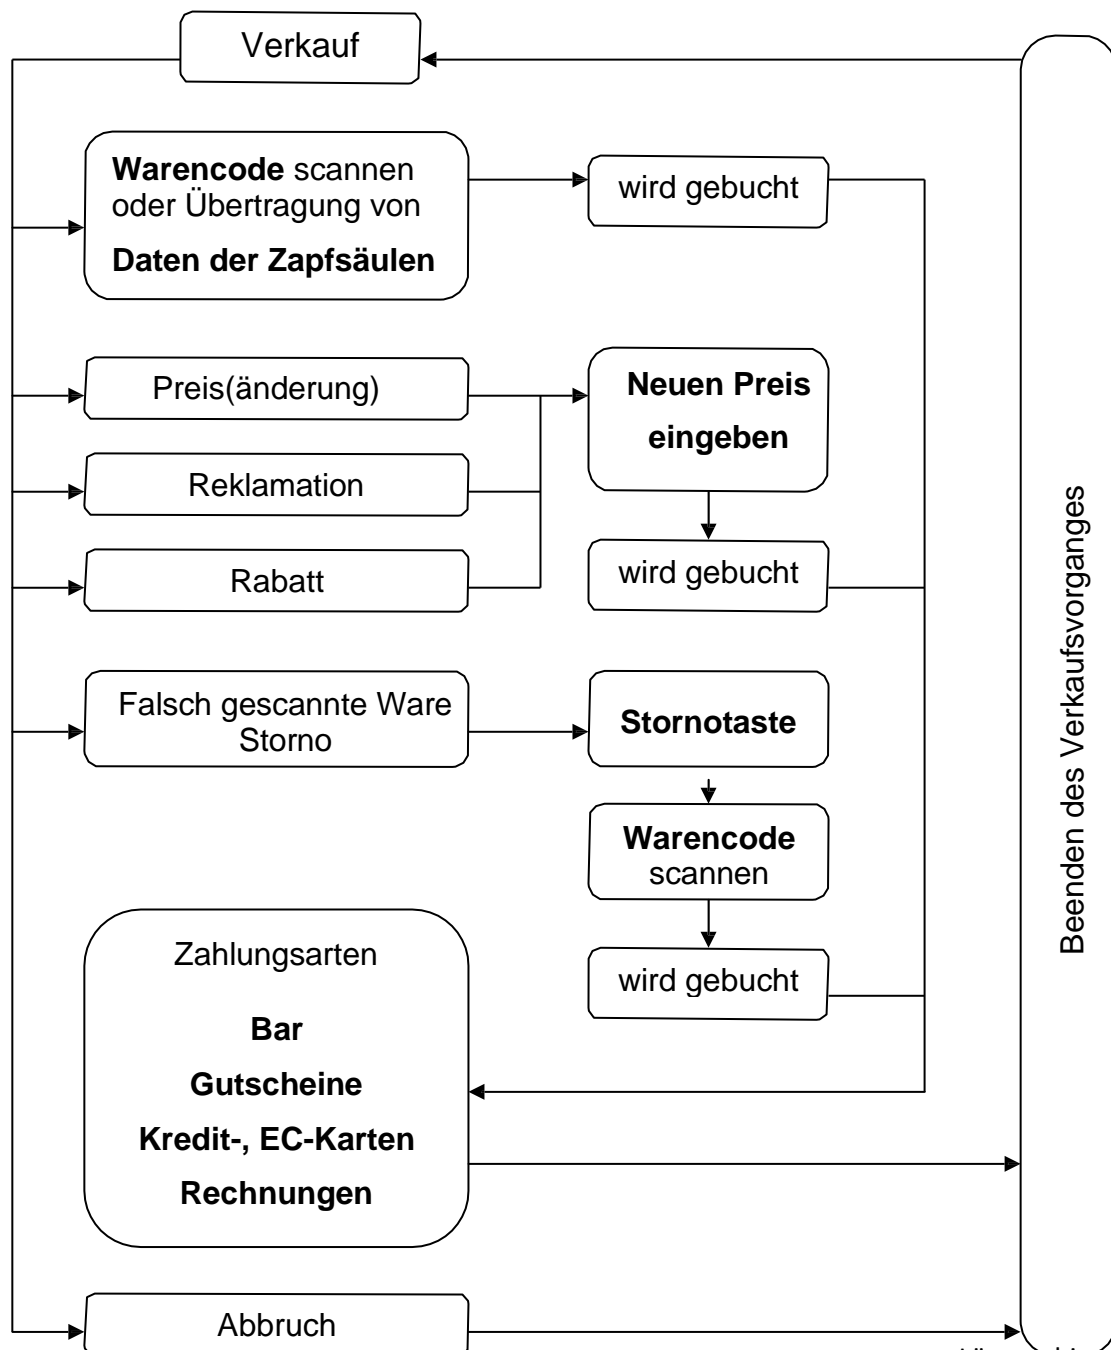 Verkauf
Warencode scannen
oder Übertragung von
Daten der Zapfsäulen
wird gebucht
Preis(änderung)
Neuen Preis
eingeben
Reklamation
Rabatt
wird gebucht
Falsch gescannte Ware
Storno
Stornotaste
Warencode
scannen
wird gebucht
Zahlungsarten
Bar
Gutscheine
Kredit-, EC-Karten
Rechnungen
Abbruch
Beenden des Verkaufsvorganges